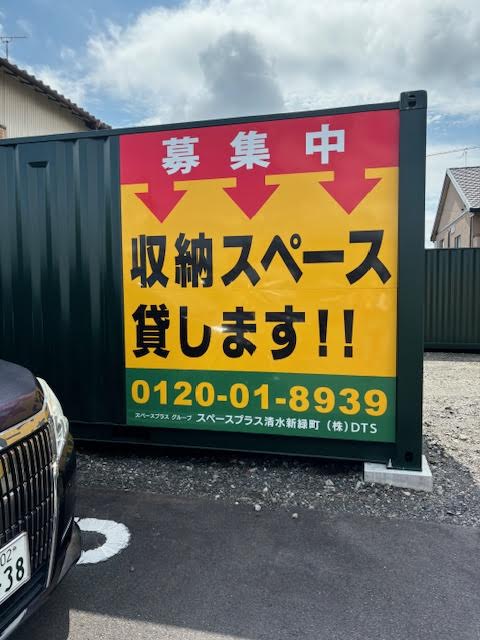 募集中
収納スペース
貸します!!
0120-01-8939
スペースプラス グループ スペースプラス清水新緑町 (株)DTS
02
38